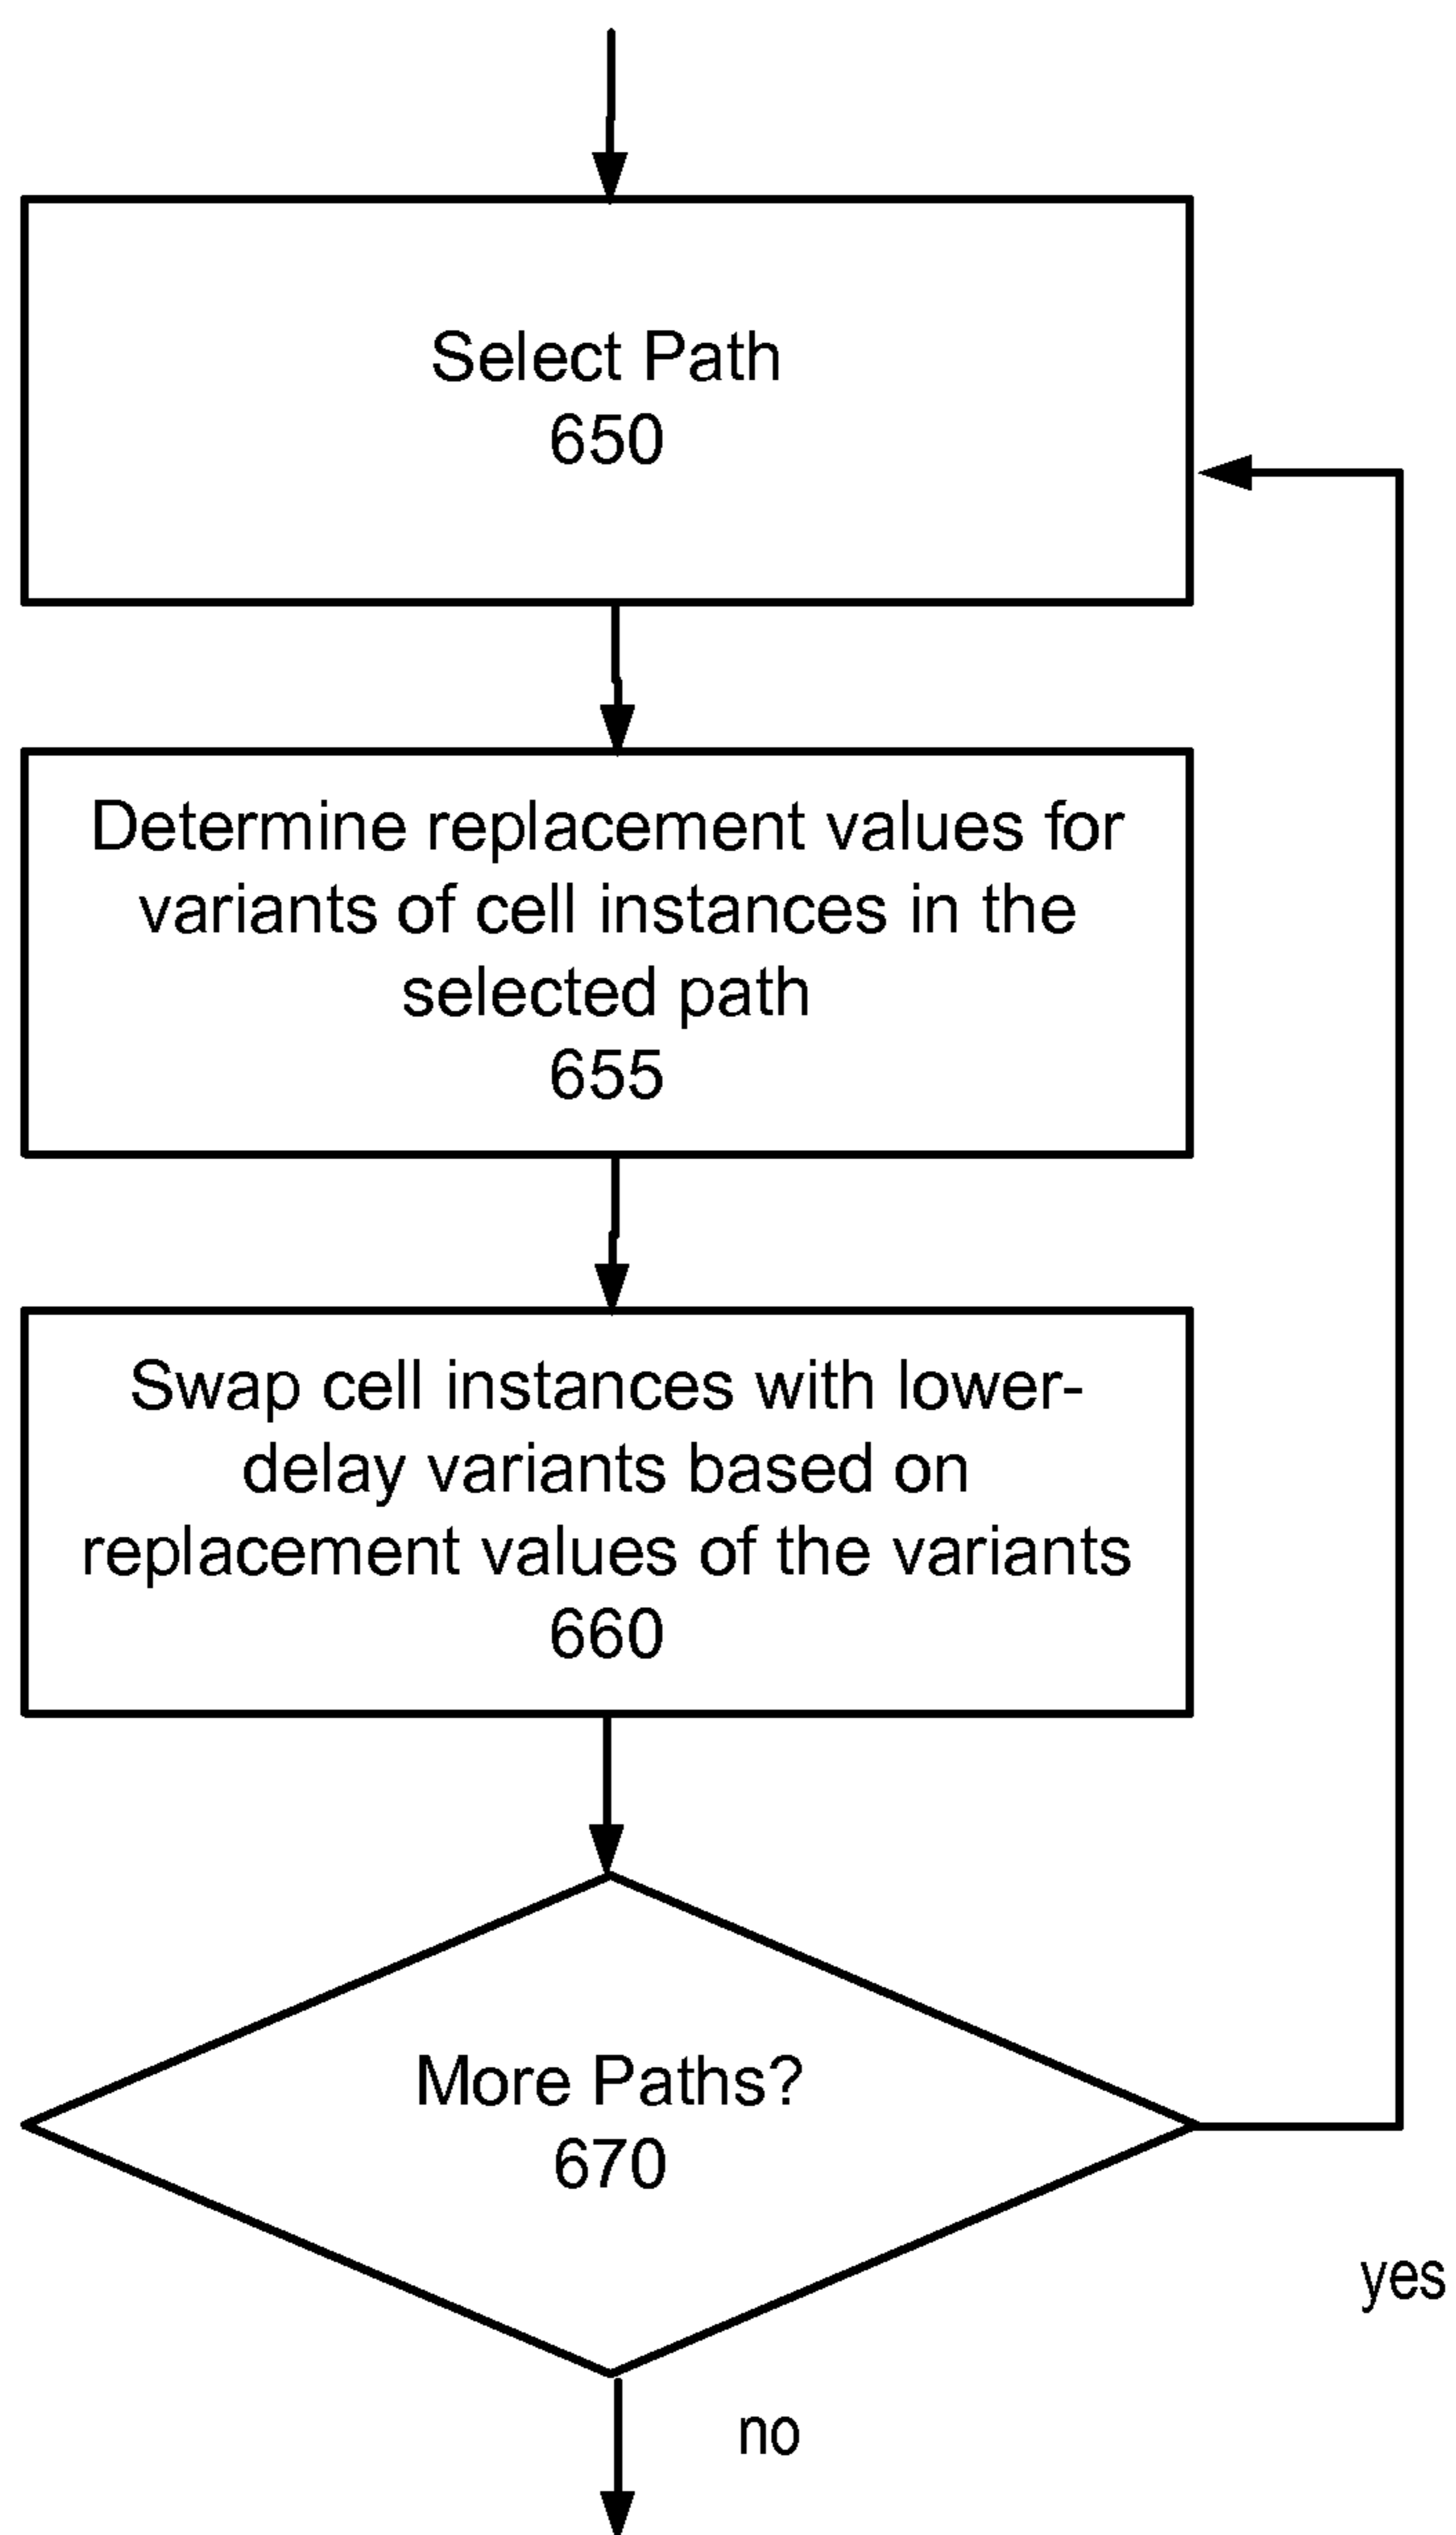 Select Path
650
Determine replacement values for
variants of cell instances in the
selected path
655
Swap cell instances with lower-
delay variants based on
replacement values of the variants
660
More Paths?
670
yes
no